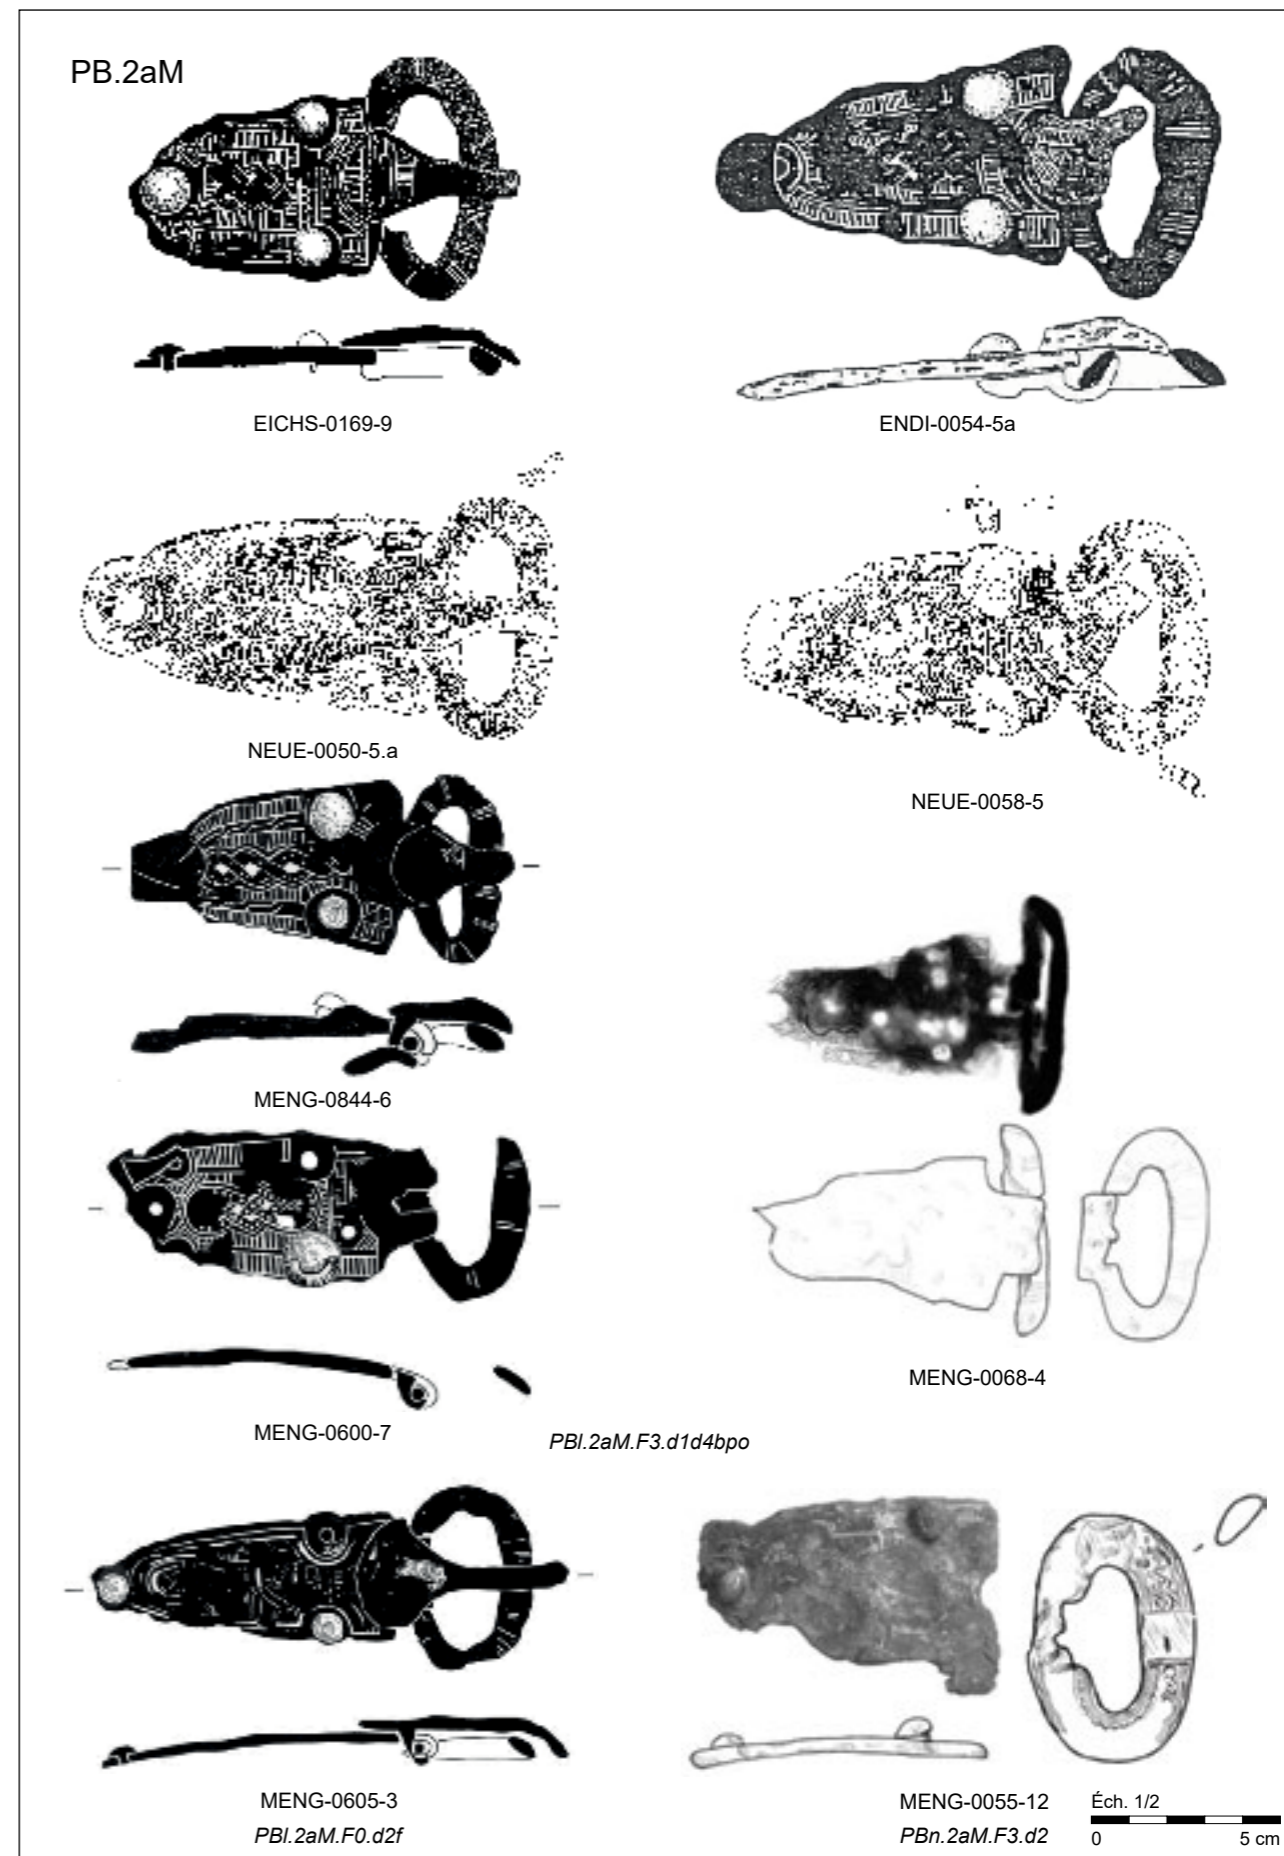 PB.2aM
EICHS-0169-9
ENDI-0054-5a
NEUE-0050-5.a
NEUE-0058-5
MENG-0844-6
MENG-0068-4
MENG-0600-7
PBl.2aM.F3.d1d4bpo
MENG-0605-3
PBl.2aM.F0.d2f
MENG-0055-12
PBn.2aM.F3.d2
Éch. 1/2
0 5 cm